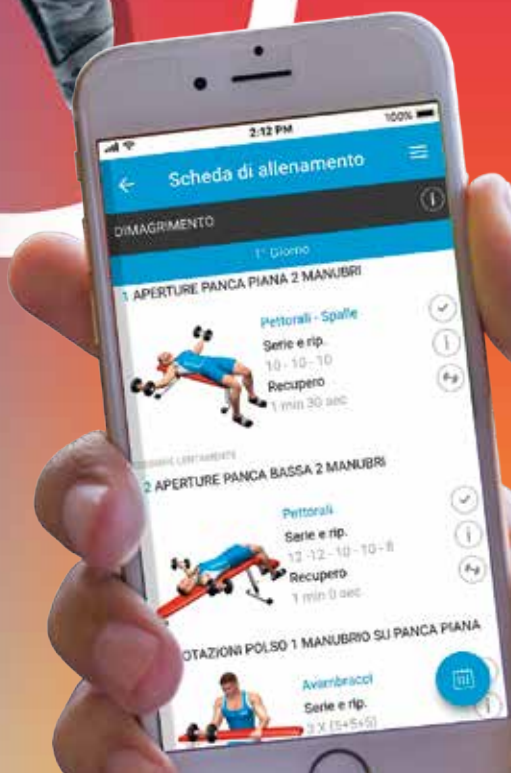 2:12 PM
100%
Scheda di allenamento
DIMAGRIMENTO
1° Giorno
1 APERTURE PANCA PIANA 2 MANUBRI
Pettorali - Spalle
Serie e rip.
10 - 10 - 10
Recupero
1 min 30 sec
LENTAMENTE
2 APERTURE PANCA BASSA 2 MANUBRI
Pettorali
Serie e rip.
12 -12 - 10 - 10 - 8
Recupero
1 min 0 sec
OTAZIONI POLSO 1 MANUBRIO SU PANCA PIANA
Avambracci
Serie e rip.
3 X (5+5+5)